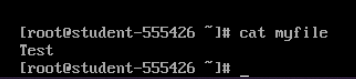 [root@student-555426 ~]# cat myfile
Test
[root@student-555426 ~]# _